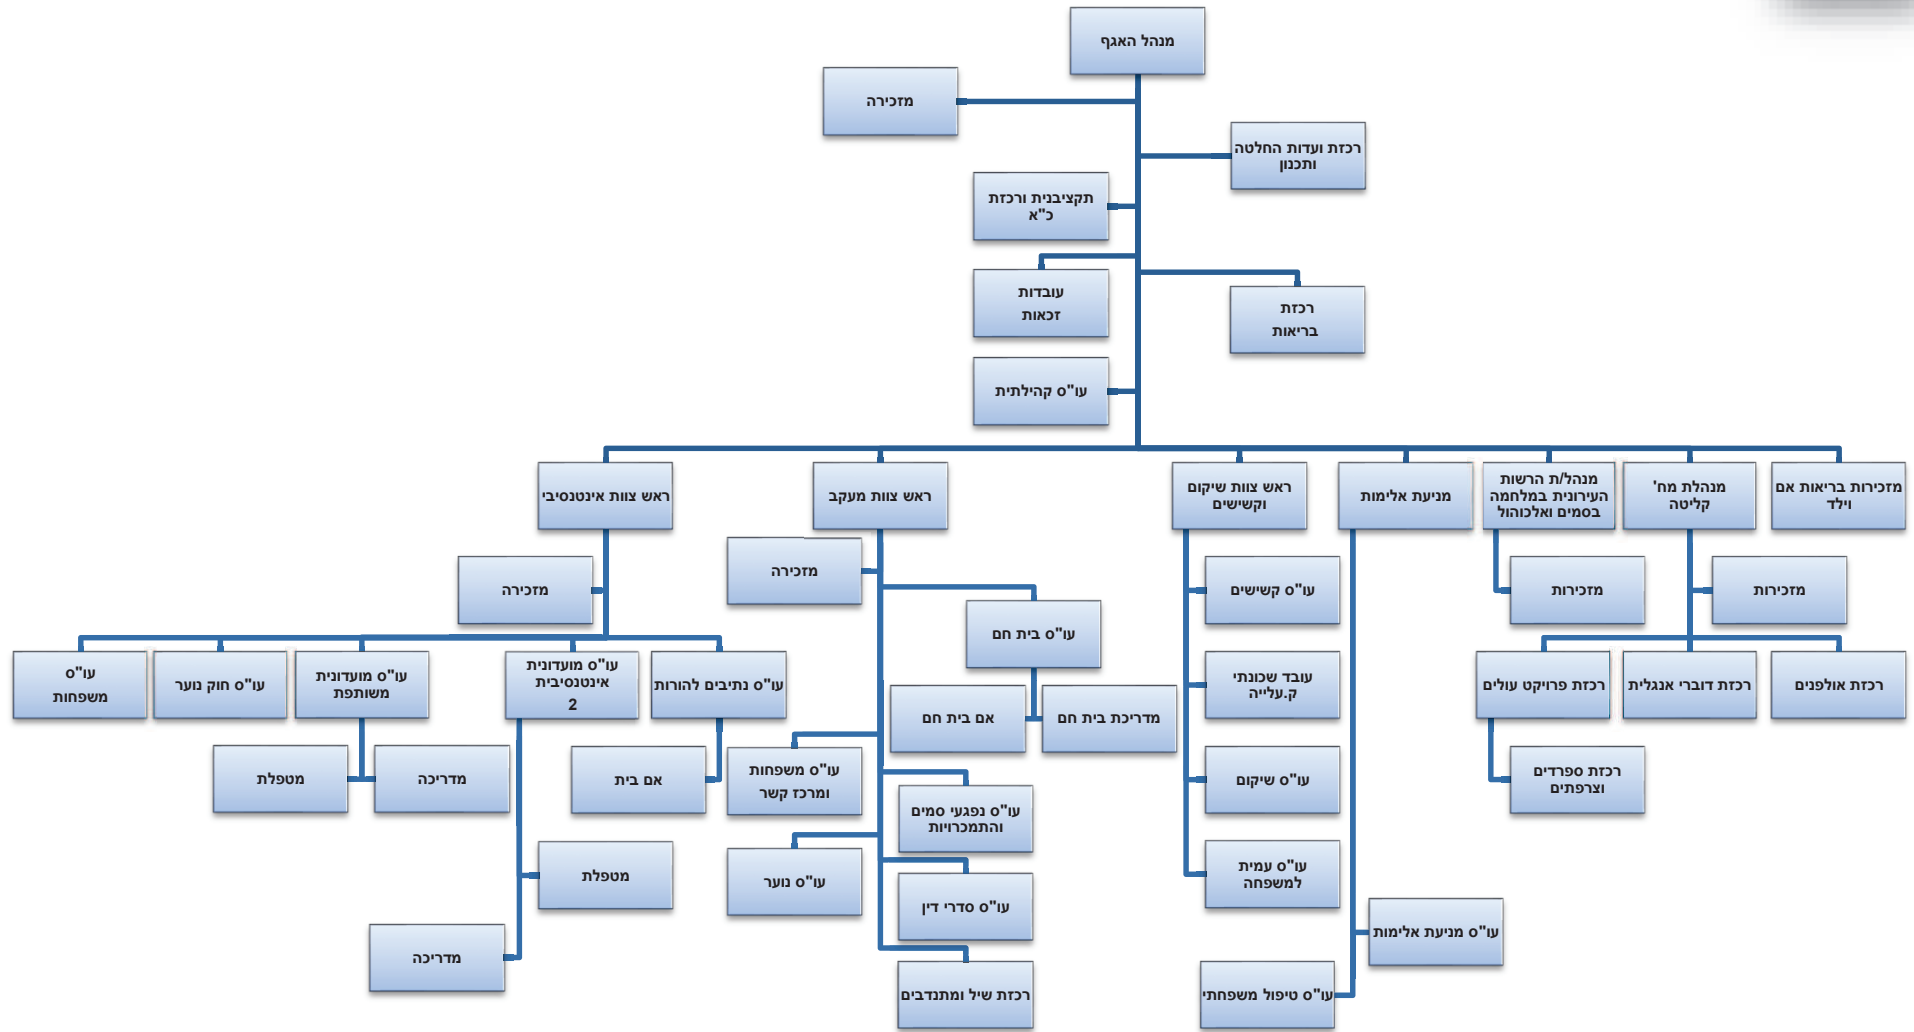 מנהל האגף
מזכירה
רכזת ועדות החלטה
ותכנון
תקציבנית ורכזת
כ"א
עובדות
זכאות
רכזת
בריאות
עו"ס קהילתית
מזכירות בריאות אם
וילד
מנהלת מח'
קליטה
מנהל/ת הרשות
העירונית במלחמה
בסמים ואלכוהול
מניעת אלימות
ראש צוות שיקום
וקשישים
ראש צוות מעקב
ראש צוות אינטנסיבי
מזכירות
מזכירות
רכזת אולפנים
רכזת דוברי אנגלית
רכזת פרויקט עולים
רכזת ספרדים
וצרפתים
עו"ס מניעת אלימות
עו"ס טיפול משפחתי
עו"ס קשישים
עובד שכונתי
ק.עלייה
עו"ס שיקום
עו"ס עמית
למשפחה
מזכירה
עו"ס בית חם
מדריכת בית חם
אם בית חם
עו"ס משפחות
ומרכז קשר
עו"ס נפגעי סמים
והתמכרויות
עו"ס נוער
עו"ס סדרי דין
רכזת שיל ומתנדבים
מזכירה
עו"ס נתיבים להורות
עו"ס מועדונית
אינטנסיבית
2
עו"ס מועדונית
משותפת
עו"ס חוק נוער
עו"ס
משפחות
אם בית
מדריכה
מטפלת
מטפלת
מדריכה